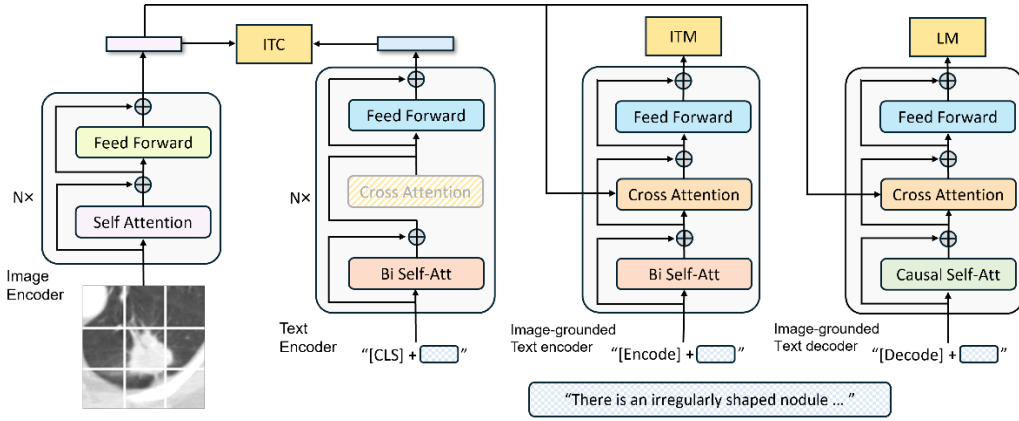 ITC
ITM
LM
N×
Feed Forward
Self Attention
Image
Encoder
N×
Feed Forward
Cross Attention
Bi Self-Att
Text
Encoder
“[CLS] + ”
Feed Forward
Cross Attention
Bi Self-Att
Image-grounded
Text encoder
“[Encode] + ”
Feed Forward
Cross Attention
Causal Self-Att
Image-grounded
Text decoder
“[Decode] + ”
“There is an irregularly shaped nodule ... ”